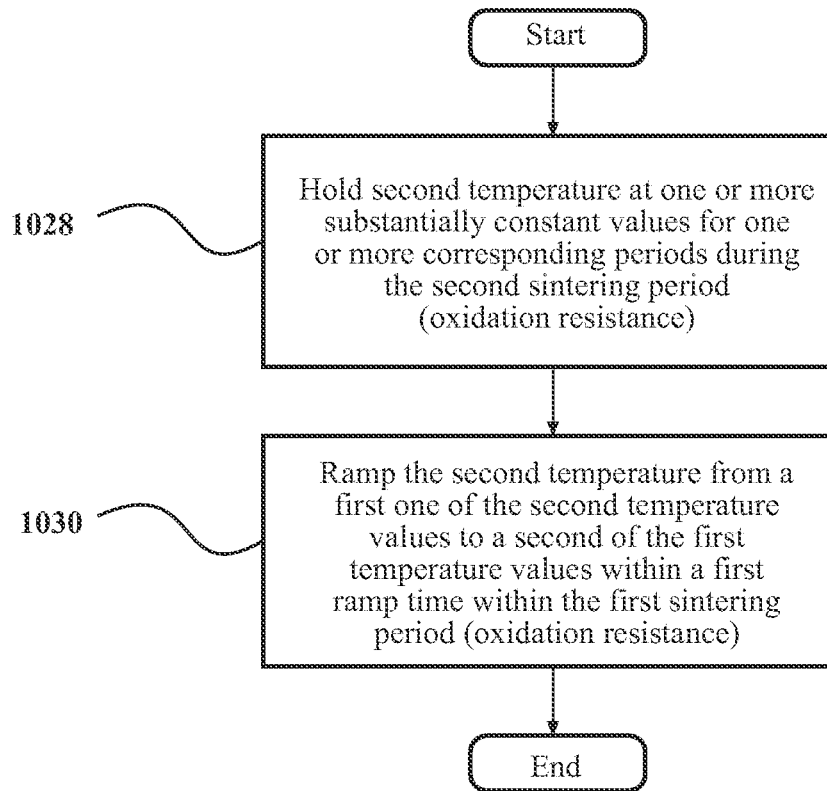 Start
1028
Hold second temperature at one or more
substantially constant values for one
or more corresponding periods during
the second sintering period
(oxidation resistance)
1030
Ramp the second temperature from a
first one of the second temperature
values to a second of the first
temperature values within a first
ramp time within the first sintering
period (oxidation resistance)
End